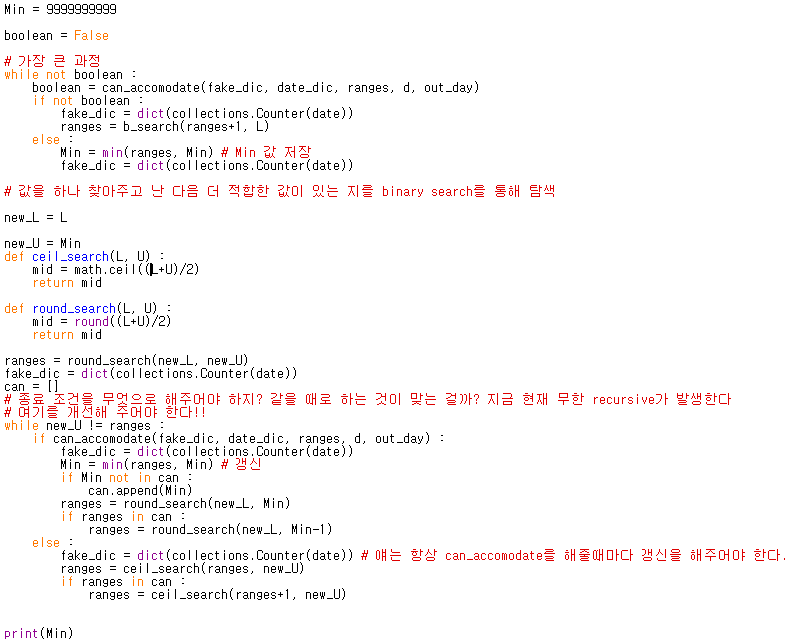 Min = 9999999999
boolean = False
# 가장 큰 과정
while not boolean :
    boolean = can_accomodate(fake_dic, date_dic, ranges, d, out_day)
    if not boolean :
        fake_dic = dict(collections.Counter(date))
        ranges = b_search(ranges+1, L)
    else :
        Min = min(ranges, Min) # Min 값 저장
        fake_dic = dict(collections.Counter(date))
# 값을 하나 찾아주고 난 다음 더 적합한 값이 있는 지를 binary search를 통해 탐색
new_L = L
new_U = Min
def ceil_search(L, U) :
    mid = math.ceil((L+U)/2)
    return mid
def round_search(L, U) :
    mid = round((L+U)/2)
    return mid
ranges = round_search(new_L, new_U)
fake_dic = dict(collections.Counter(date))
can = []
# 종료 조건을 무엇으로 해주어야 하지? 같을 때로 하는 것이 맞는 걸까? 지금 현재 무한 recursive가 발생한다
# 여기를 개선해 주어야 한다!!
while new_U != ranges :
    if can_accomodate(fake_dic, date_dic, ranges, d, out_day) :
        fake_dic = dict(collections.Counter(date))
        Min = min(ranges, Min) # 갱신
        if Min not in can :
            can.append(Min)
        ranges = round_search(new_L, Min)
        if ranges in can :
            ranges = round_search(new_L, Min-1)
    else :
        fake_dic = dict(collections.Counter(date)) # 얘는 항상 can_accomodate를 해줄때마다 갱신을 해주어야 한다.
        ranges = ceil_search(ranges, new_U)
        if ranges in can :
            ranges = ceil_search(ranges+1, new_U)
print(Min)